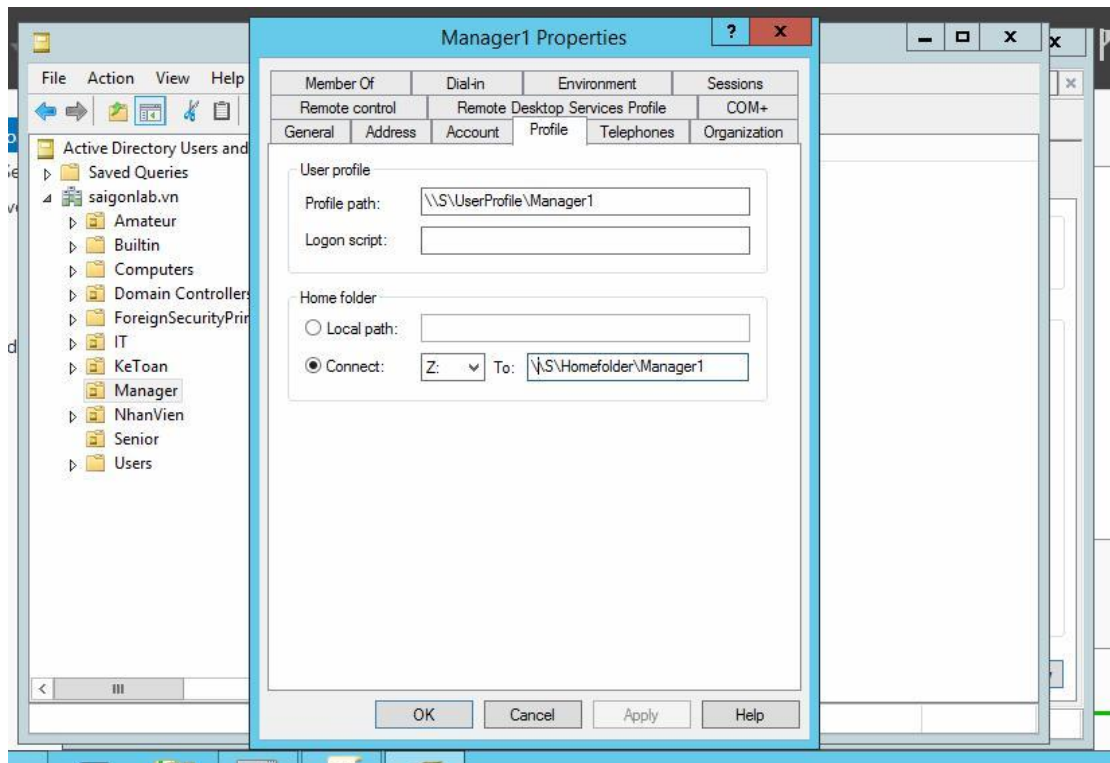 Manager1 Properties
?
x
x
x
File Action View Help
Member Of Dial-in Environment Sessions
Remote control Remote Desktop Services Profile COM+
General Address Account Profile Telephones Organization
Active Directory Users and
Saved Queries
saigonlab.vn
Amateur
Builtin
Computers
Domain Controllers
ForeignSecurityPrin
IT
KeToan
Manager
NhanVien
Senior
Users
User profile
Profile path: \\S\UserProfile\Manager1
Logon script:
Home folder
Local path:
Connect: Z: To: \\S\Homefolder\Manager1
OK Cancel Apply Help